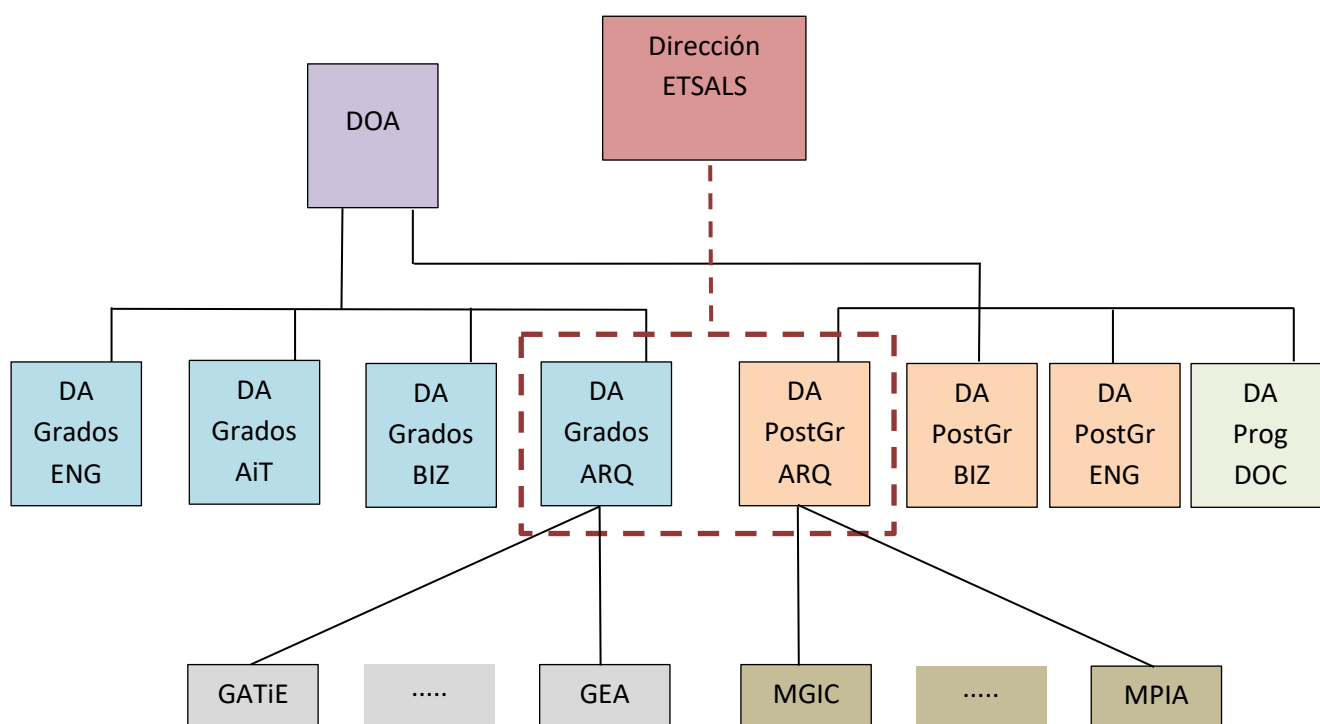 Dirección
ETSALS
DOA
DA
Grados
ENG
DA
Grados
AiT
DA
Grados
BIZ
DA
Grados
ARQ
DA
PostGr
ARQ
DA
PostGr
BIZ
DA
PostGr
ENG
DA
Prog
DOC
GATiE
.....
GEA
MGIC
.....
MPIA